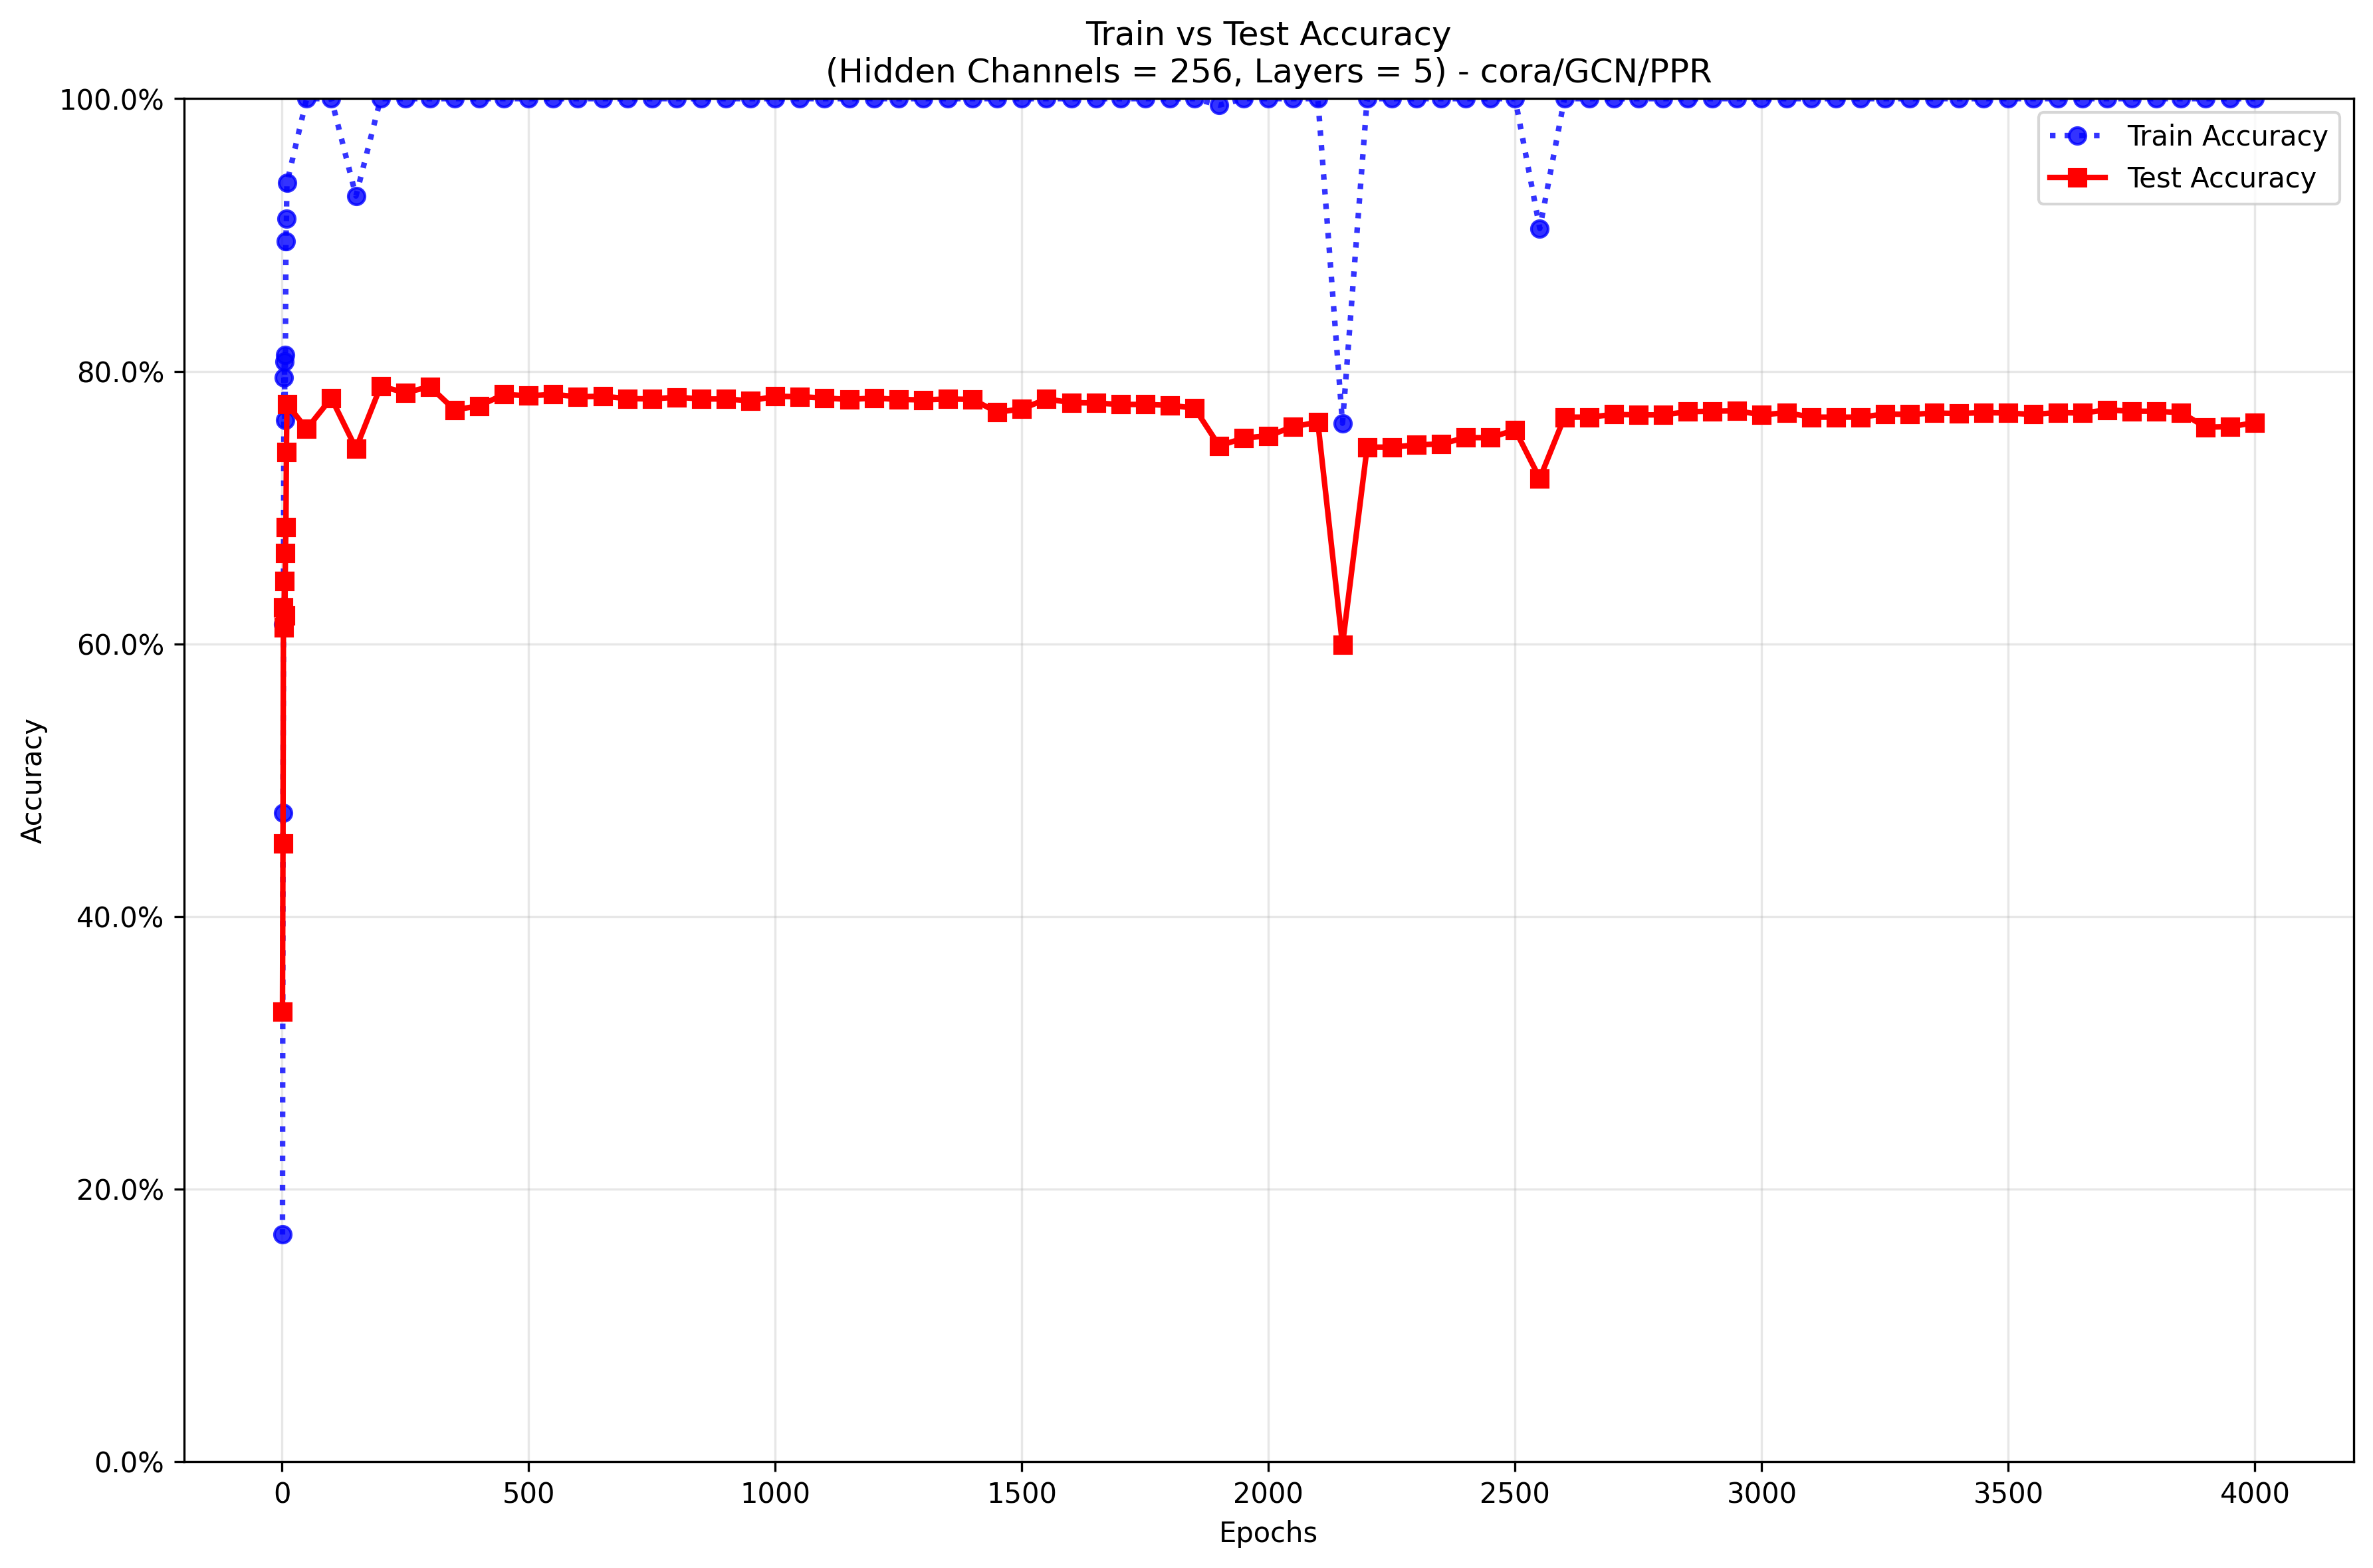 Train vs Test Accuracy
(Hidden Channels = 256, Layers = 5) - cora/GCN/PPR
100.0%
80.0%
60.0%
40.0%
20.0%
0.0%
Accuracy
Train Accuracy
Test Accuracy
0
500
1000
1500
2000
2500
3000
3500
4000
Epochs